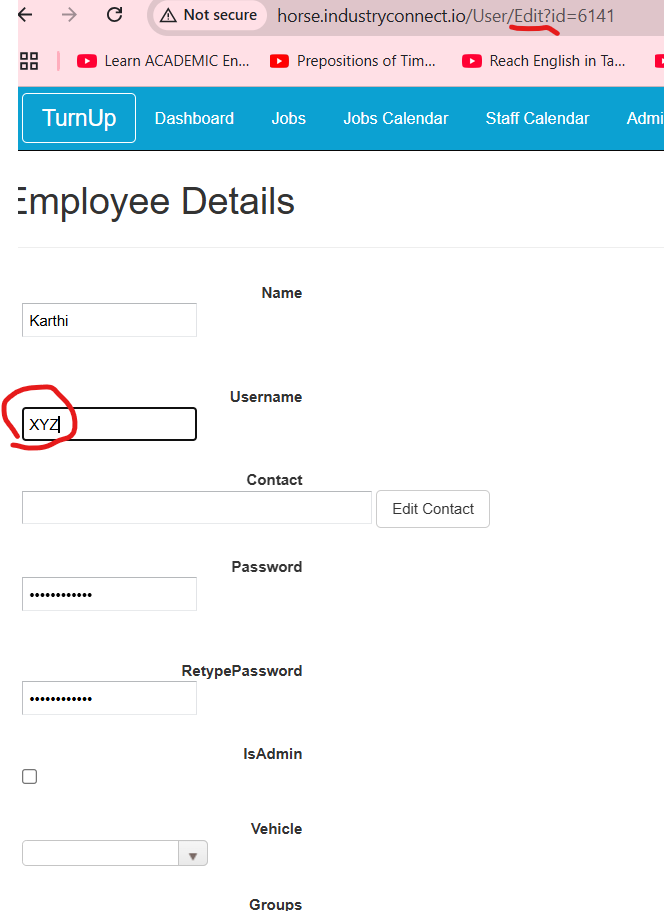 Not secure horse.industryconnect.io/User/Edit?id=6141
Learn ACADEMIC En... Prepositions of Tim... Reach English in Ta...
TurnUp Dashboard Jobs Jobs Calendar Staff Calendar Admi
Employee Details
Name
Karthi
Username
XYZ
Contact
Edit Contact
Password
••••••••••••
RetypePassword
••••••••••••
IsAdmin
Vehicle
Groups